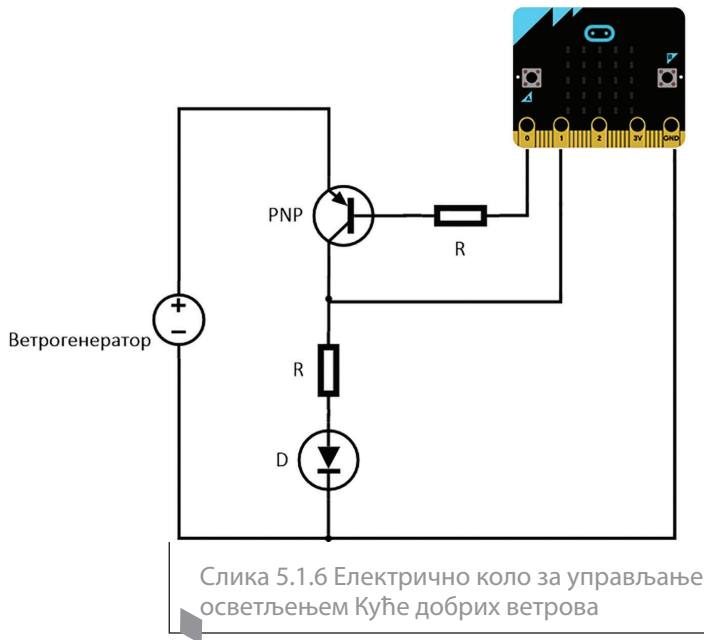 A
B
0 1 2 3V GND
PNP
R
+
−
Ветрогенератор
R
D
Слика 5.1.6 Електрично коло за управљање
осветљењем Куће добрих ветрова